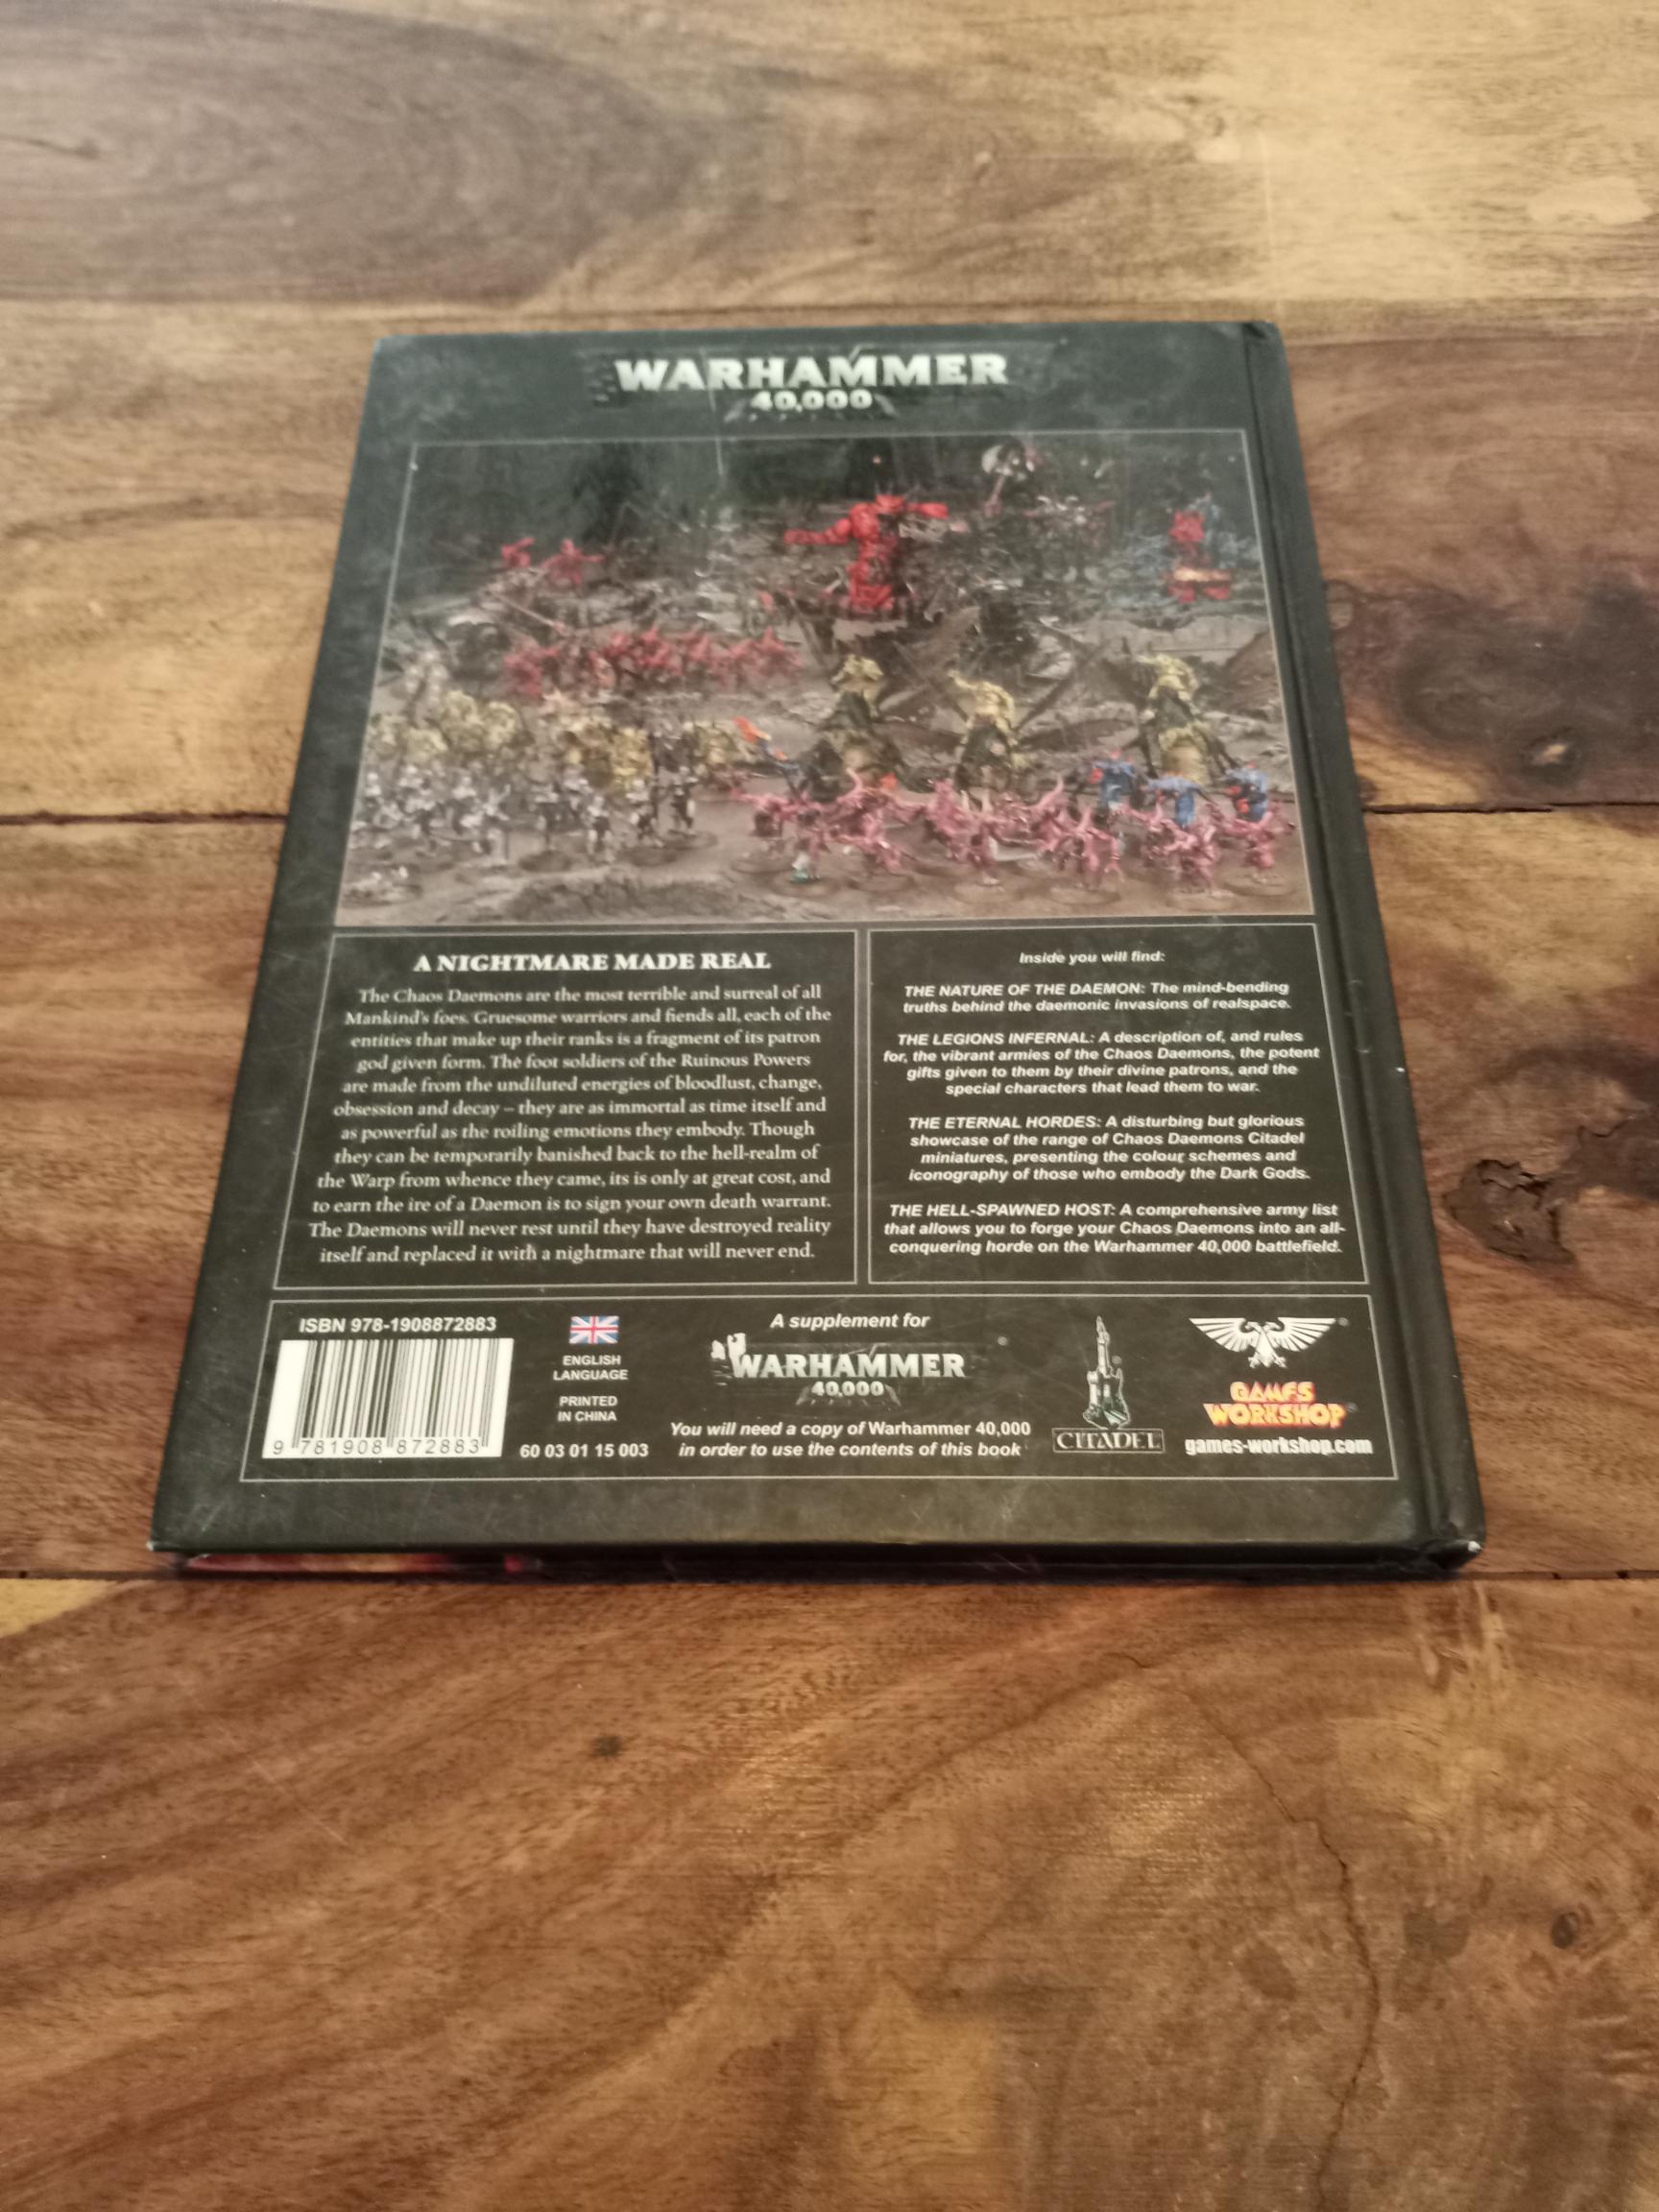 WARHAMMER
40,000
A NIGHTMARE MADE REAL
The Chaos Daemons are the most terrible and surreal of all
Mankind's foes. Gruesome warriors and fiends all, each of the
entities that make up their ranks is a fragment of its patron
god given form. The foot soldiers of the Ruinous Powers
are made from the undiluted energies of bloodlust, change,
obsession and decay – they are as immortal as time itself and
as powerful as the roiling emotions they embody. Though
they can be temporarily banished back to the hell-realm of
the Warp from whence they came, its is only at great cost, and
to earn the ire of a Daemon is to sign your own death warrant.
The Daemons will never rest until they have destroyed reality
itself and replaced it with a nightmare that will never end.
Inside you will find:
THE NATURE OF THE DAEMON: The mind-bending
truths behind the daemonic invasions of realspace.
THE LEGIONS INFERNAL: A description of, and rules
for, the vibrant armies of the Chaos Daemons, the potent
gifts given to them by their divine patrons, and the
special characters that lead them to war.
THE ETERNAL HORDES: A disturbing but glorious
showcase of the range of Chaos Daemons Citadel
miniatures, presenting the colour schemes and
iconography of those who embody the Dark Gods.
THE HELL-SPAWNED HOST: A comprehensive army list
that allows you to forge your Chaos Daemons into an all-
conquering horde on the Warhammer 40,000 battlefield.
ISBN 978-1908872883
9 781908 872883
ENGLISH
LANGUAGE
PRINTED
IN CHINA
60 03 01 15 003
A supplement for
WARHAMMER
40,000
You will need a copy of Warhammer 40,000
in order to use the contents of this book
CITADEL
GAMES
WORKSHOP
games-workshop.com